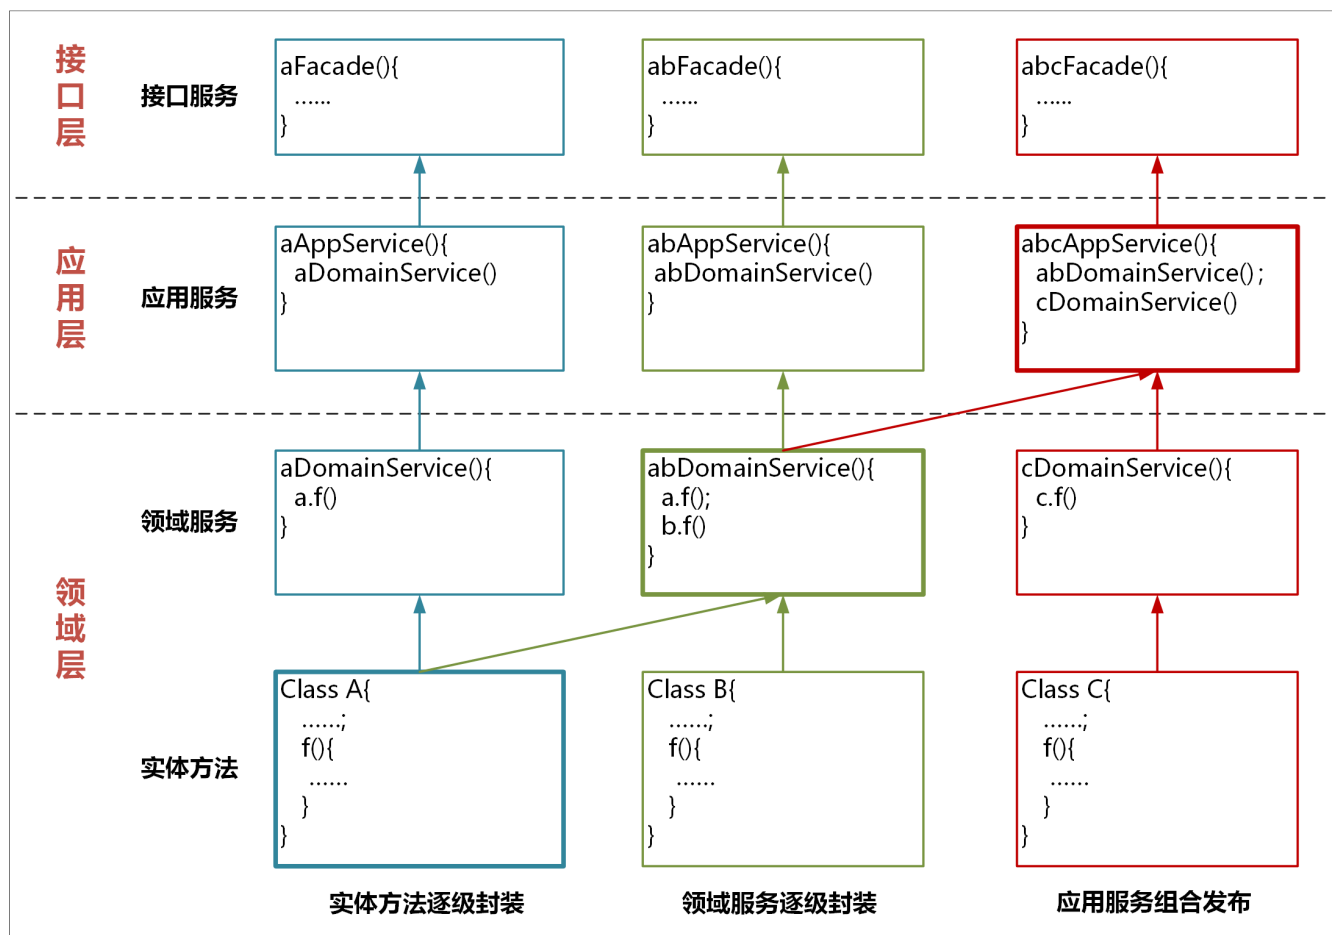 接口层
接口服务
aFacade(){
......
}
abFacade(){
......
}
abcFacade(){
......
}
应用层
应用服务
aAppService(){
aDomainService()
}
abAppService(){
abDomainService()
}
abcAppService(){
abDomainService();
cDomainService()
}
领域层
领域服务
aDomainService(){
a.f()
}
abDomainService(){
a.f();
b.f()
}
cDomainService(){
c.f()
}
实体方法
Class A{
......;
f(){
......
}
}
Class B{
......;
f(){
......
}
}
Class C{
......;
f(){
......
}
}
实体方法逐级封装
领域服务逐级封装
应用服务组合发布